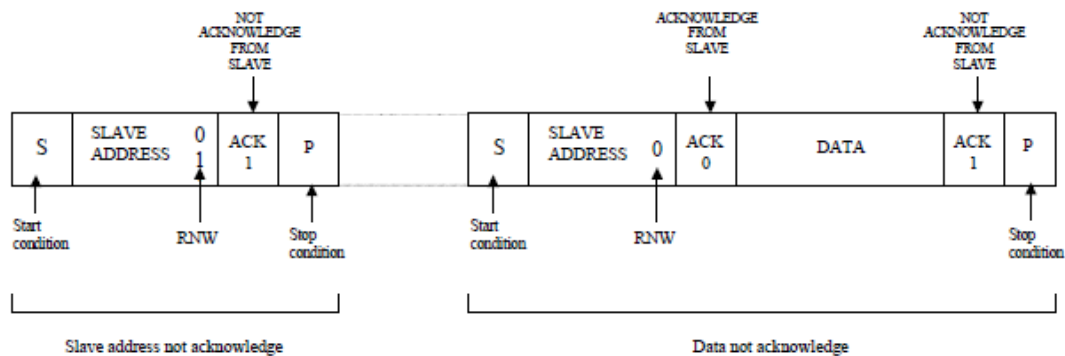 NOT
ACKNOWLEDGE
FROM
SLAVE
ACKNOWLEDGE
FROM
SLAVE
NOT
ACKNOWLEDGE
FROM
SLAVE
S
SLAVE
ADDRESS
0
1
ACK
1
P
S
SLAVE
ADDRESS 0
ACK
0
DATA
ACK
1
P
Start
condition
RNW
Stop
condition
Start
condition
RNW
Stop
condition
Slave address not acknowledge
Data not acknowledge